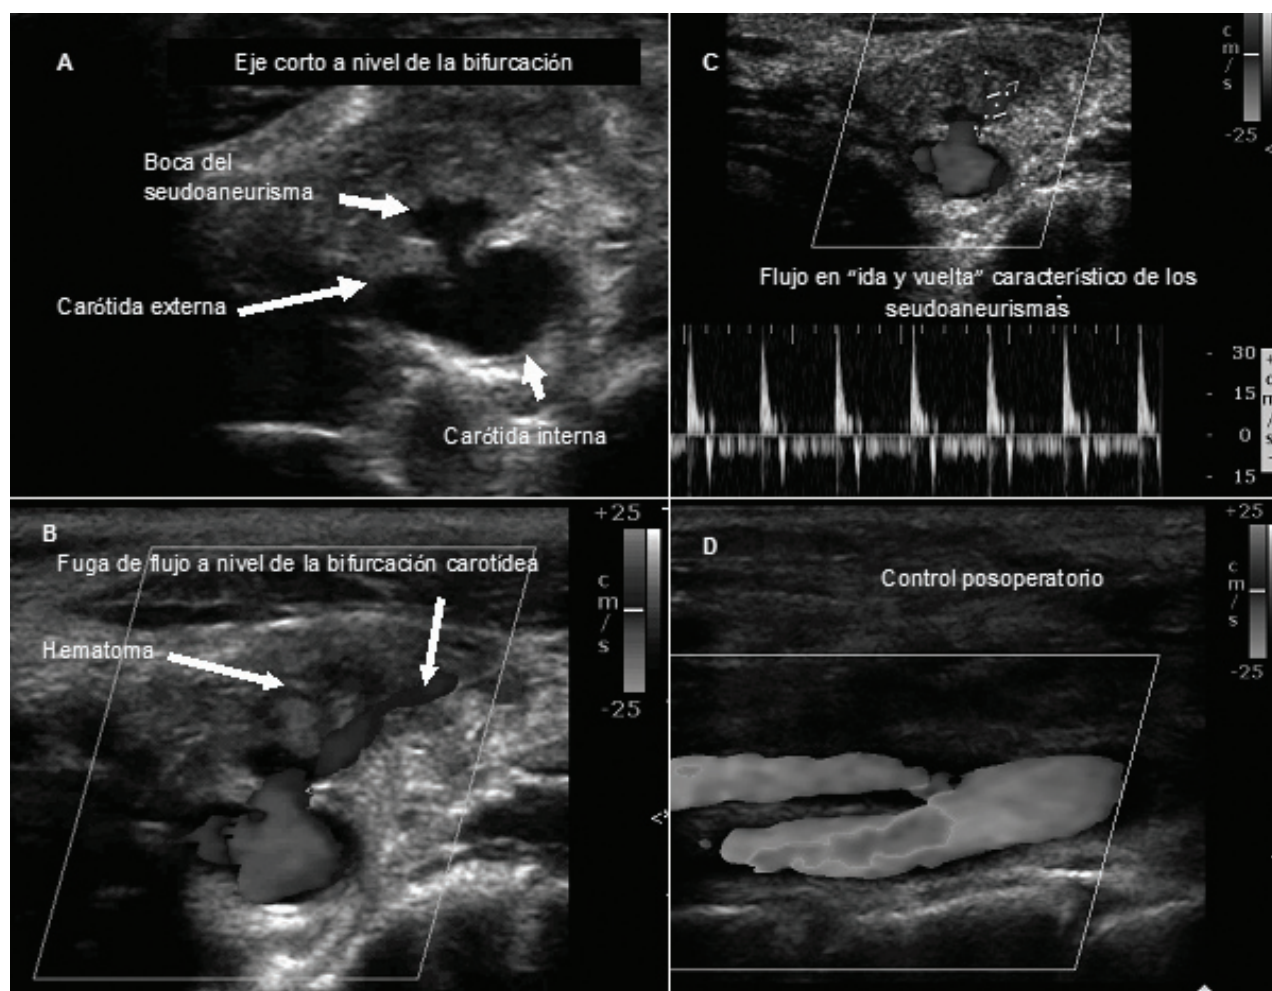 A
Eje corto a nivel de la bifurcación
Boca del
seudoaneurisma
Carótida externa
Carótida interna
C
c
m
/
s
-25
<
Flujo en “ida y vuelta” característico de los
seudoaneurismas
30
15
0
15
B
+25
Fuga de flujo a nivel de la bifurcación carotídea
Hematoma
c
m
/
s
-25
<
D
+25
Control posoperatorio
c
m
/
s
-25